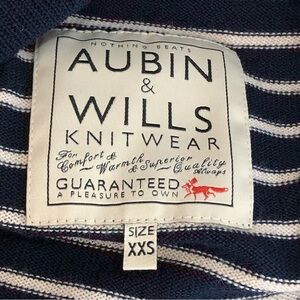 NOTHING BEATS
AUBIN
&
WILLS
KNITWEAR
For Comfort &
Warmth & Superior Quality
Always
GUARANTEED
A PLEASURE TO OWN
SIZE
XXS